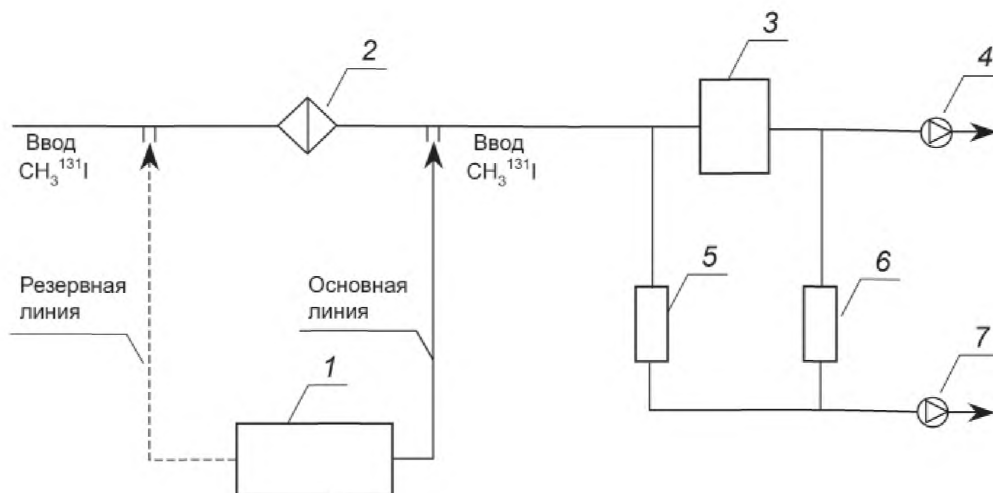 2
3
4
Ввод
CH₃¹³¹I
Ввод
CH₃¹³¹I
5
6
Резервная
линия
Основная
линия
1
7